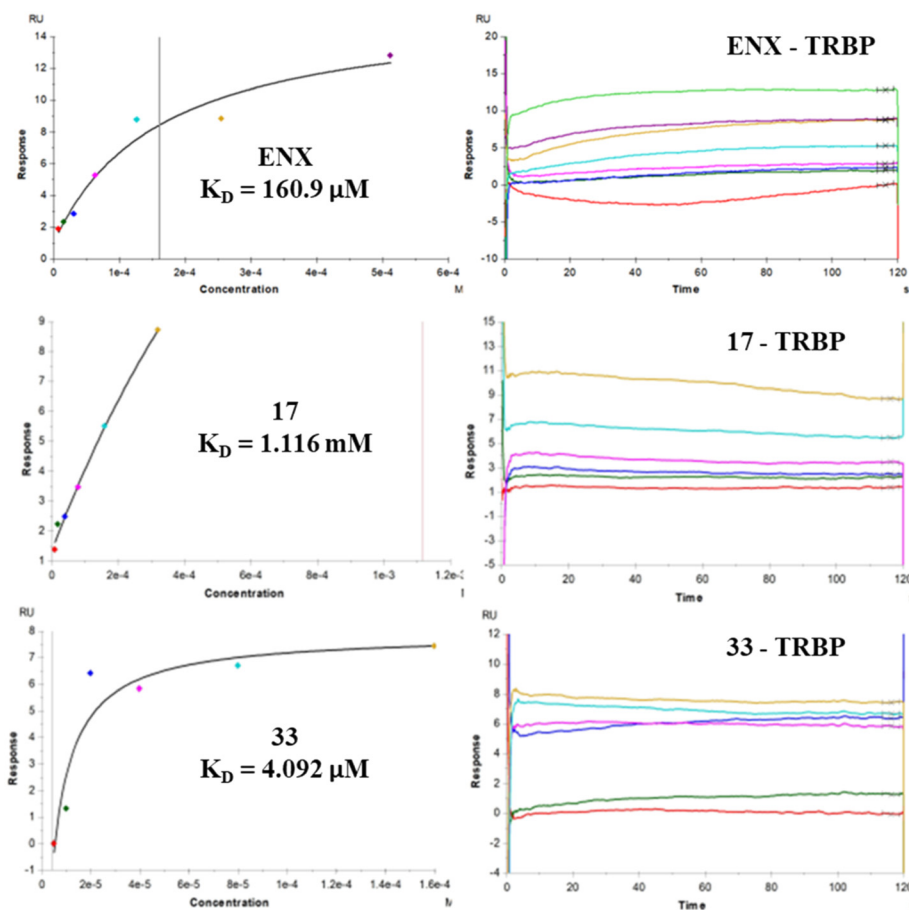 RU
14
12
10
8
6
4
2
0
Response
ENX
K_D = 160.9 μM
0
1e-4
2e-4
3e-4
4e-4
5e-4
6e-4
Concentration
M
RU
20
15
10
5
0
-5
-10
Response
ENX - TRBP
0
20
40
60
80
100
120
Time
s
9
8
7
6
5
4
3
2
1
Response
17
K_D = 1.116 mM
0
2e-4
4e-4
6e-4
8e-4
1e-3
Concentration
15
13
11
9
7
5
3
1
-1
-3
-5
Response
17 - TRBP
0
20
40
60
80
100
120
Time
RU
8
7
6
5
4
3
2
1
0
-1
Response
33
K_D = 4.092 μM
0
2e-5
4e-5
6e-5
8e-5
1e-4
1.2e-4
1.4e-4
1.6e-4
Concentration
RU
12
10
8
6
4
2
0
-2
-4
Response
33 - TRBP
0
20
40
60
80
100
120
Time